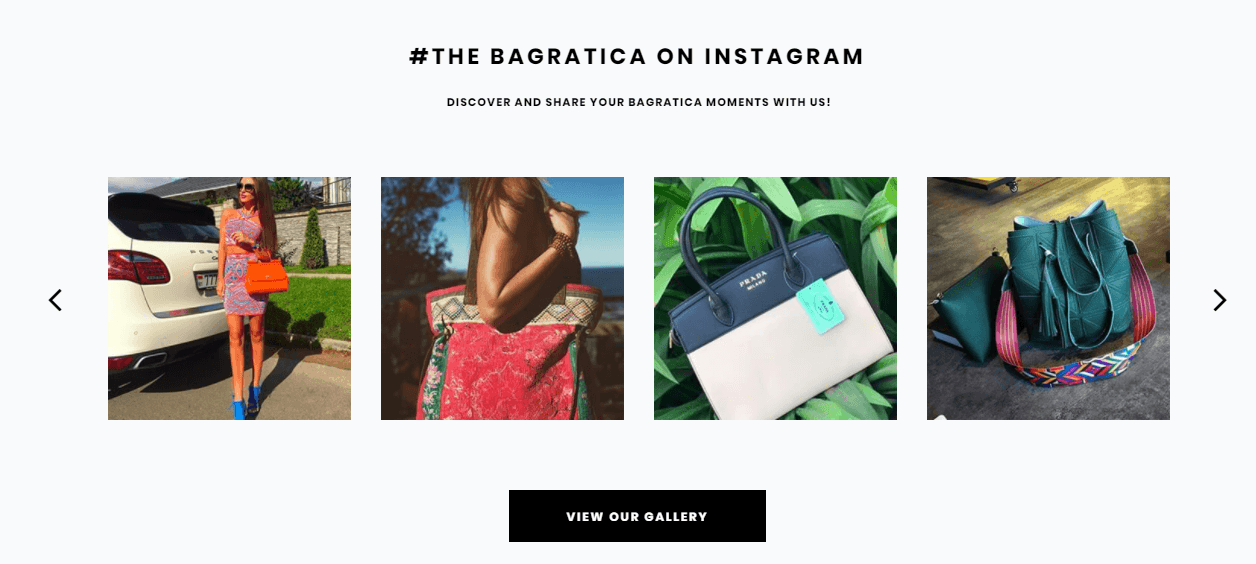 #THE BAGRATICA ON INSTAGRAM
DISCOVER AND SHARE YOUR BAGRATICA MOMENTS WITH US!
PRADA
MILANO
VIEW OUR GALLERY